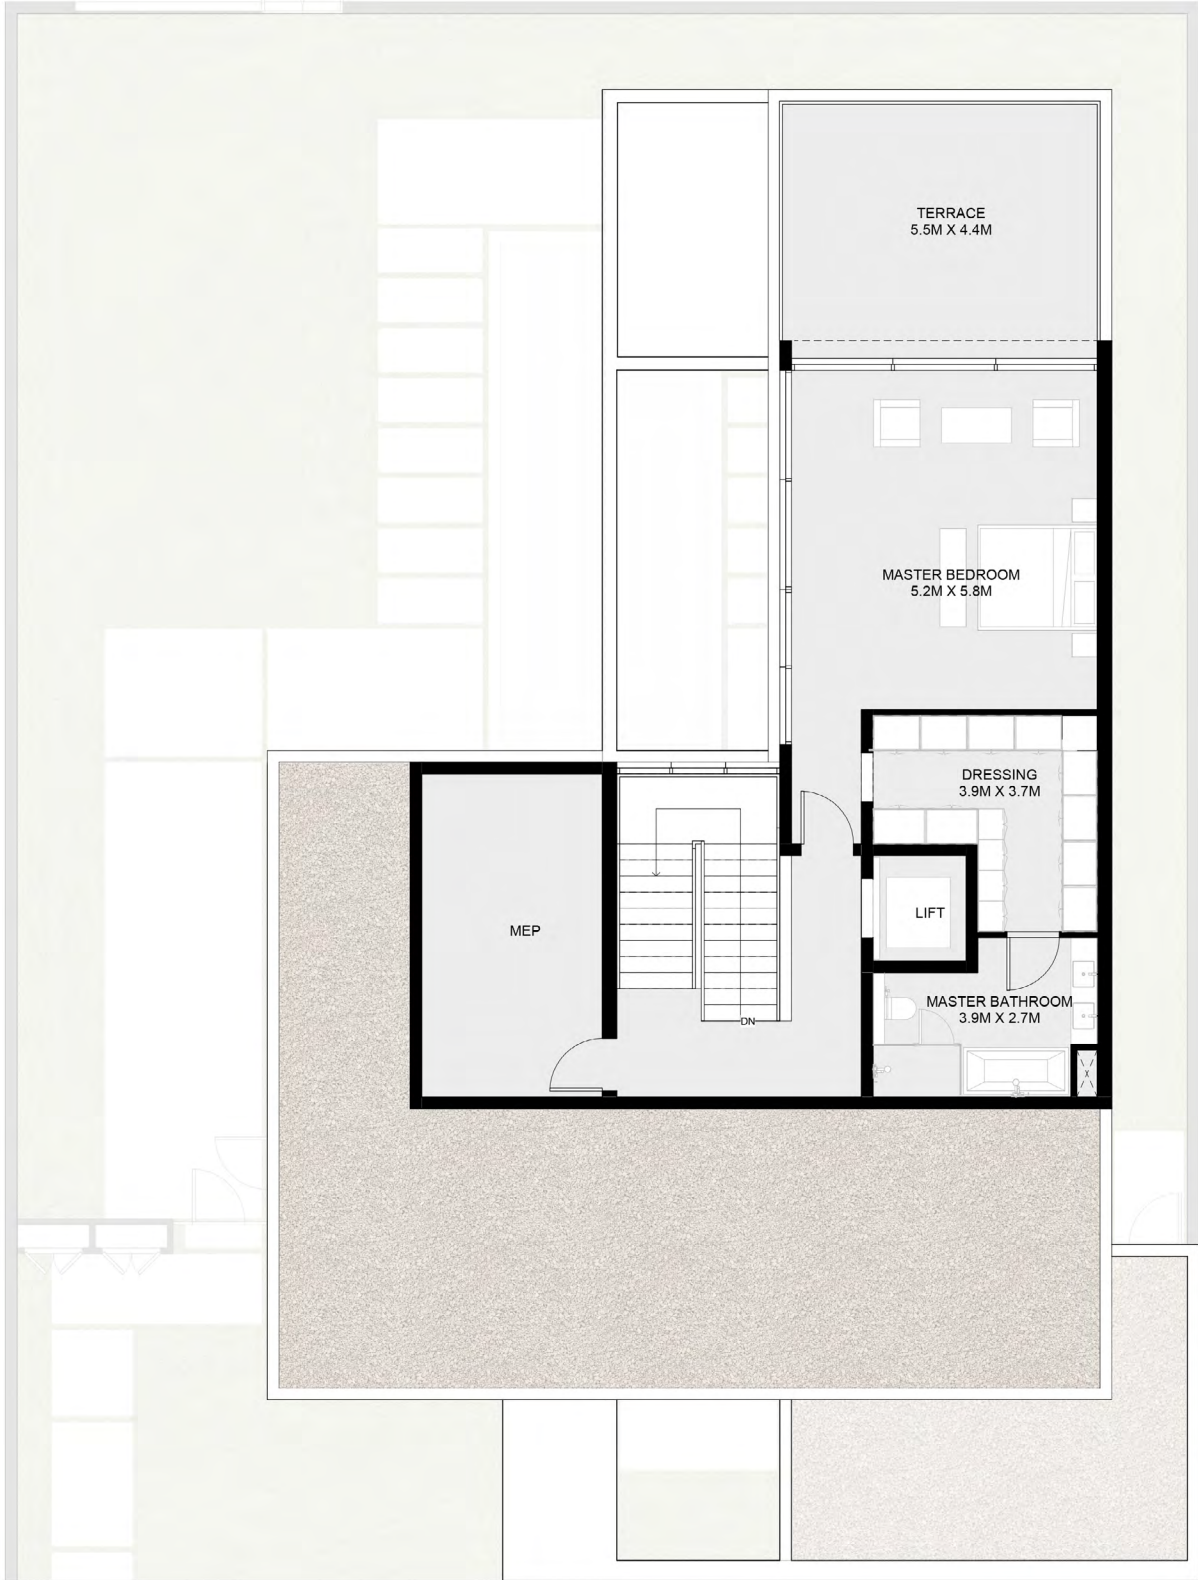 TERRACE
5.5M X 4.4M
MASTER BEDROOM
5.2M X 5.8M
DRESSING
3.9M X 3.7M
LIFT
MEP
MASTER BATHROOM
3.9M X 2.7M
DN